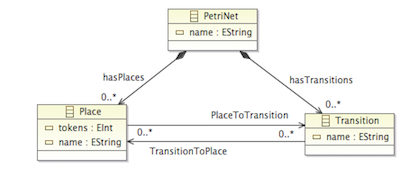 PetriNet
name : EString
hasPlaces
hasTransitions
0..*
0..*
Place
tokens : EInt
name : EString
PlaceToTransition
0..*
0..*
TransitionToPlace
Transition
name : EString